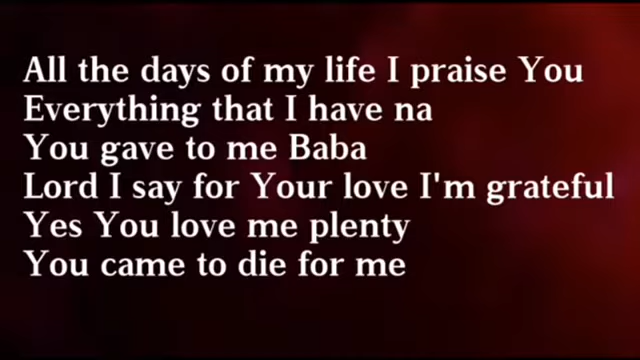 All the days of my life I praise You
Everything that I have na
You gave to me Baba
Lord I say for Your love I'm grateful
Yes You love me plenty
You came to die for me